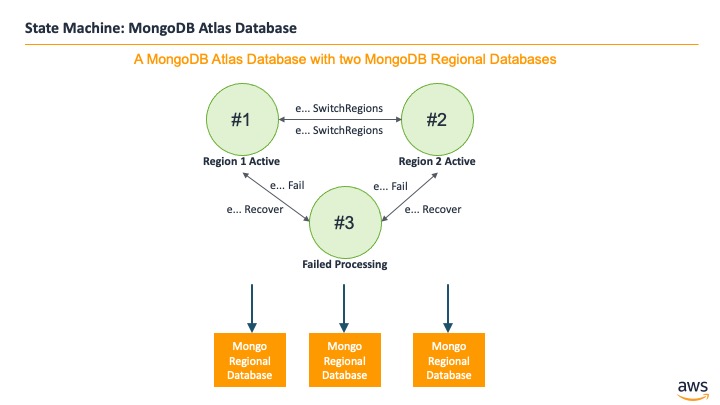 State Machine: MongoDB Atlas Database
A MongoDB Atlas Database with two MongoDB Regional Databases
#1
e... SwitchRegions
e... SwitchRegions
#2
Region 1 Active
Region 2 Active
e... Fail
e... Fail
e... Recover
e... Recover
#3
Failed Processing
Mongo
Regional
Database
Mongo
Regional
Database
Mongo
Regional
Database
aws